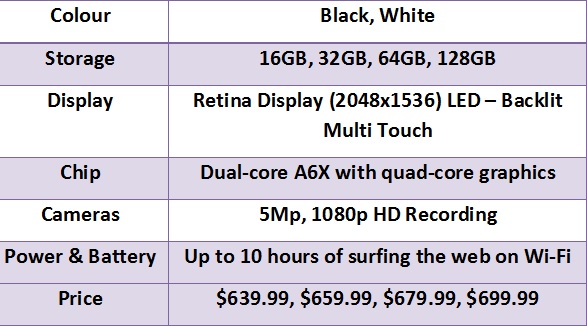 Colour Black, White
Storage 16GB, 32GB, 64GB, 128GB
Display Retina Display (2048x1536) LED – Backlit
Multi Touch
Chip Dual-core A6X with quad-core graphics
Cameras 5Mp, 1080p HD Recording
Power & Battery Up to 10 hours of surfing the web on Wi-Fi
Price $639.99, $659.99, $679.99, $699.99